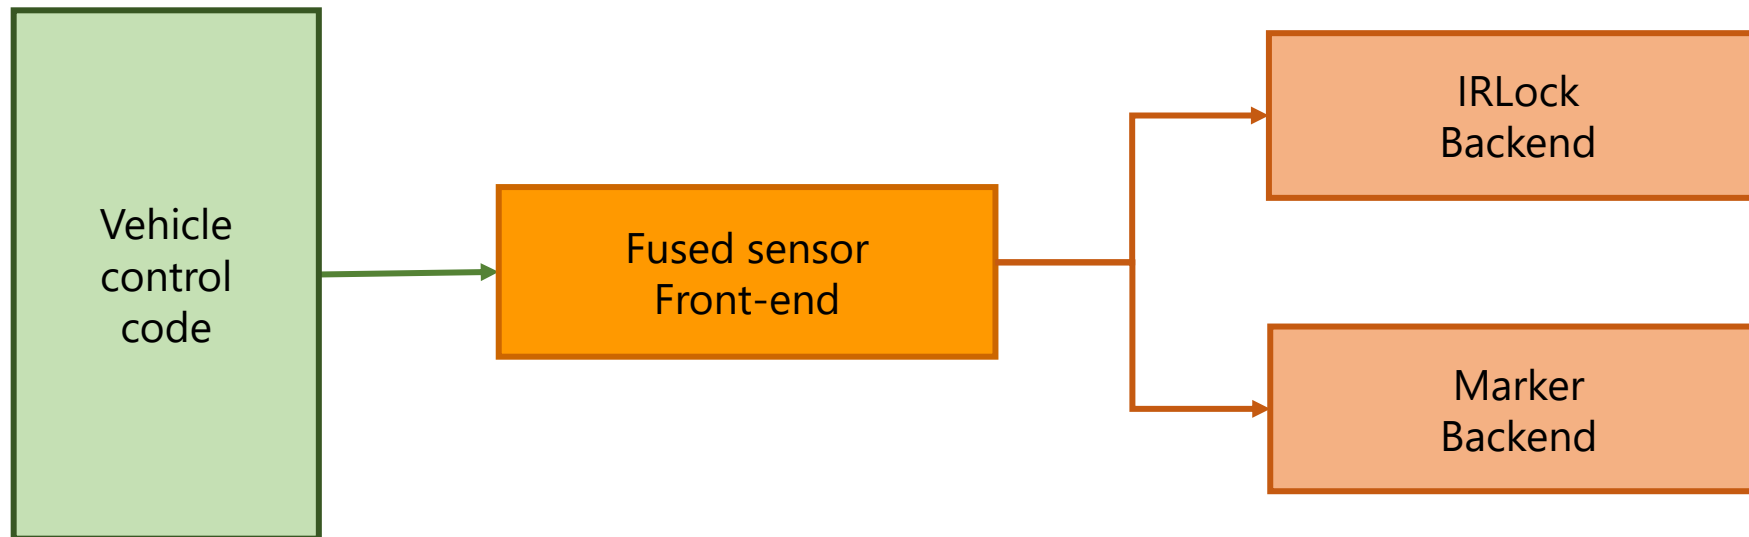 Vehicle
control
code
Fused sensor
Front-end
IRLock
Backend
Marker
Backend